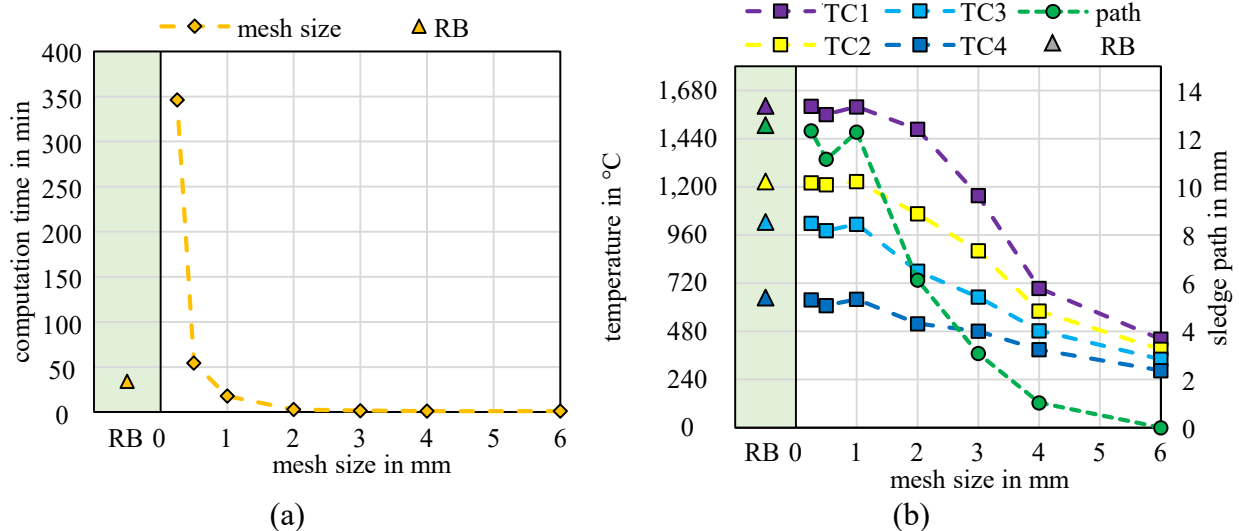 mesh size RB
400
350
300
250
200
150
100
50
0
computation time in min
RB 0 1 2 3 4 5 6
mesh size in mm
(a)
TC1 TC3 path
TC2 TC4 RB
1,680
1,440
1,200
960
720
480
240
0
temperature in °C
14
12
10
8
6
4
2
0
sledge path in mm
RB 0 1 2 3 4 5 6
mesh size in mm
(b)